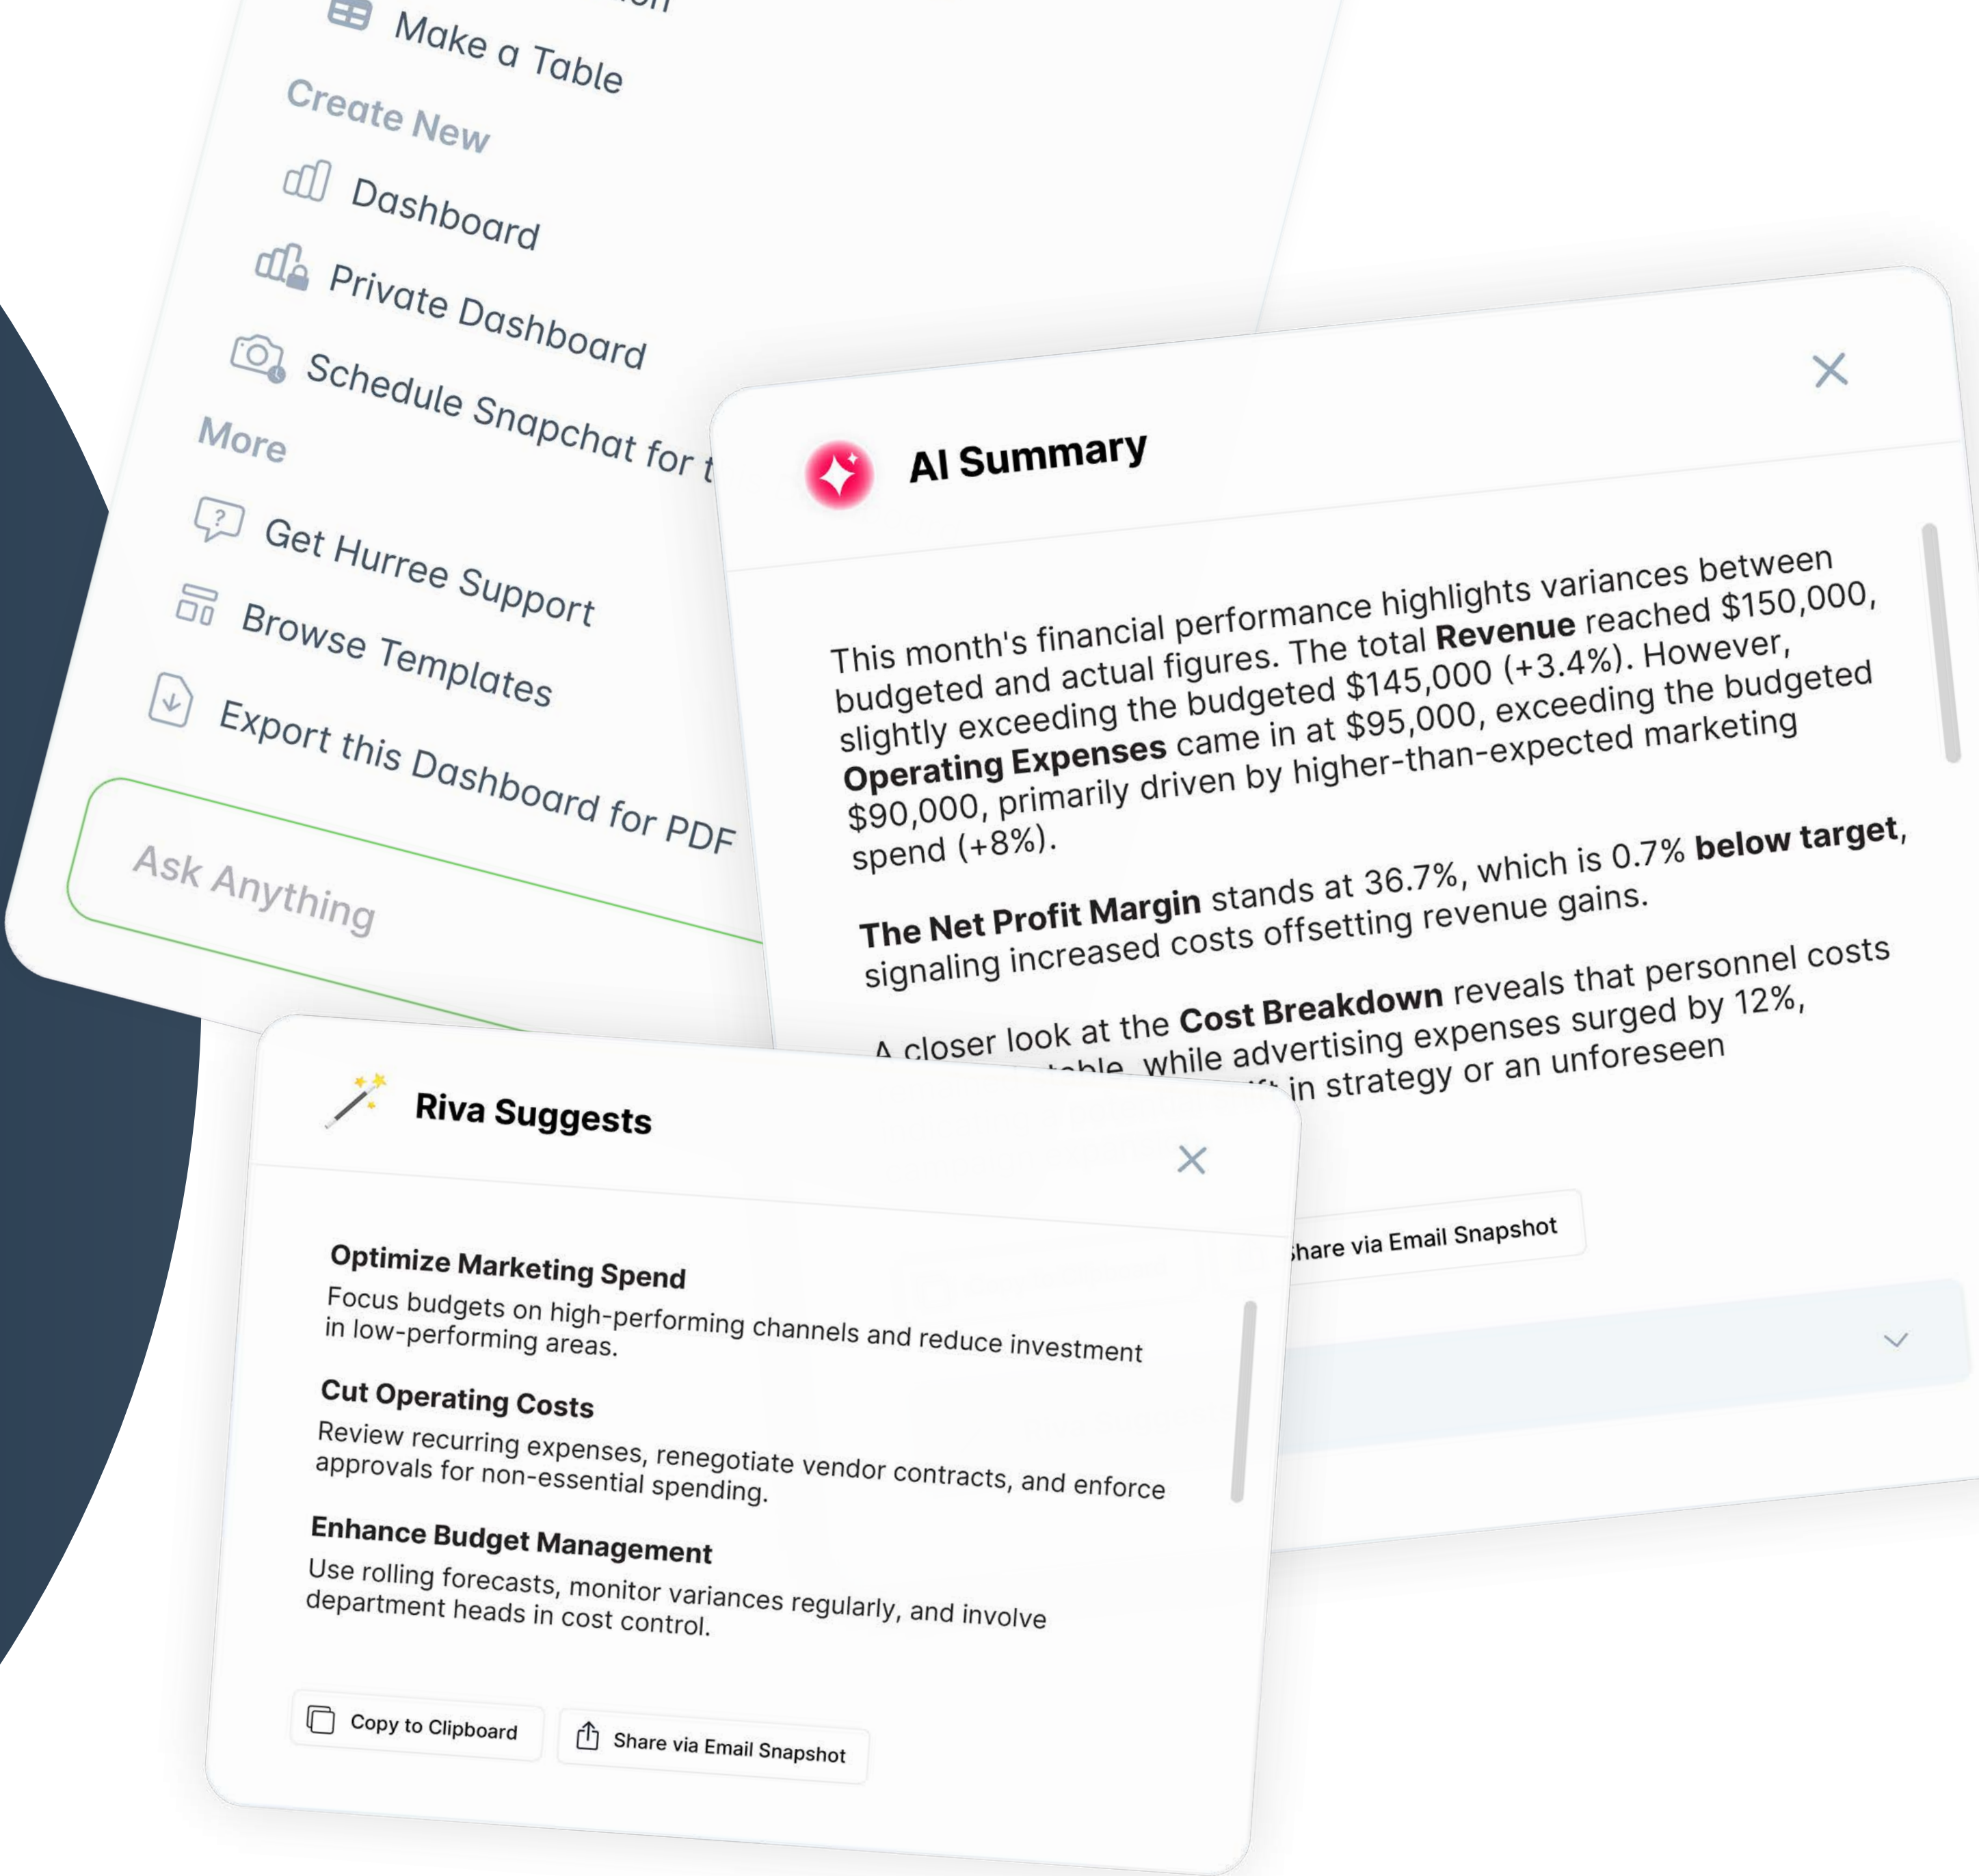 Make a Table
Create New
Dashboard
Private Dashboard
Schedule Snapchat for
More
Get Hurree Support
Browse Templates
Export this Dashboard for PDF
Ask Anything
AI Summary
This month's financial performance highlights variances between
budgeted and actual figures. The total Revenue reached $150,000,
slightly exceeding the budgeted $145,000 (+3.4%). However,
Operating Expenses came in at $95,000, exceeding the budgeted
$90,000, primarily driven by higher-than-expected marketing
spend (+8%).
The Net Profit Margin stands at 36.7%, which is 0.7% below target,
signaling increased costs offsetting revenue gains.
A closer look at the Cost Breakdown reveals that personnel costs
while advertising expenses surged by 12%,
in strategy or an unforeseen
Share via Email Snapshot
Riva Suggests
Optimize Marketing Spend
Focus budgets on high-performing channels and reduce investment
in low-performing areas.
Cut Operating Costs
Review recurring expenses, renegotiate vendor contracts, and enforce
approvals for non-essential spending.
Enhance Budget Management
Use rolling forecasts, monitor variances regularly, and involve
department heads in cost control.
Copy to Clipboard
Share via Email Snapshot